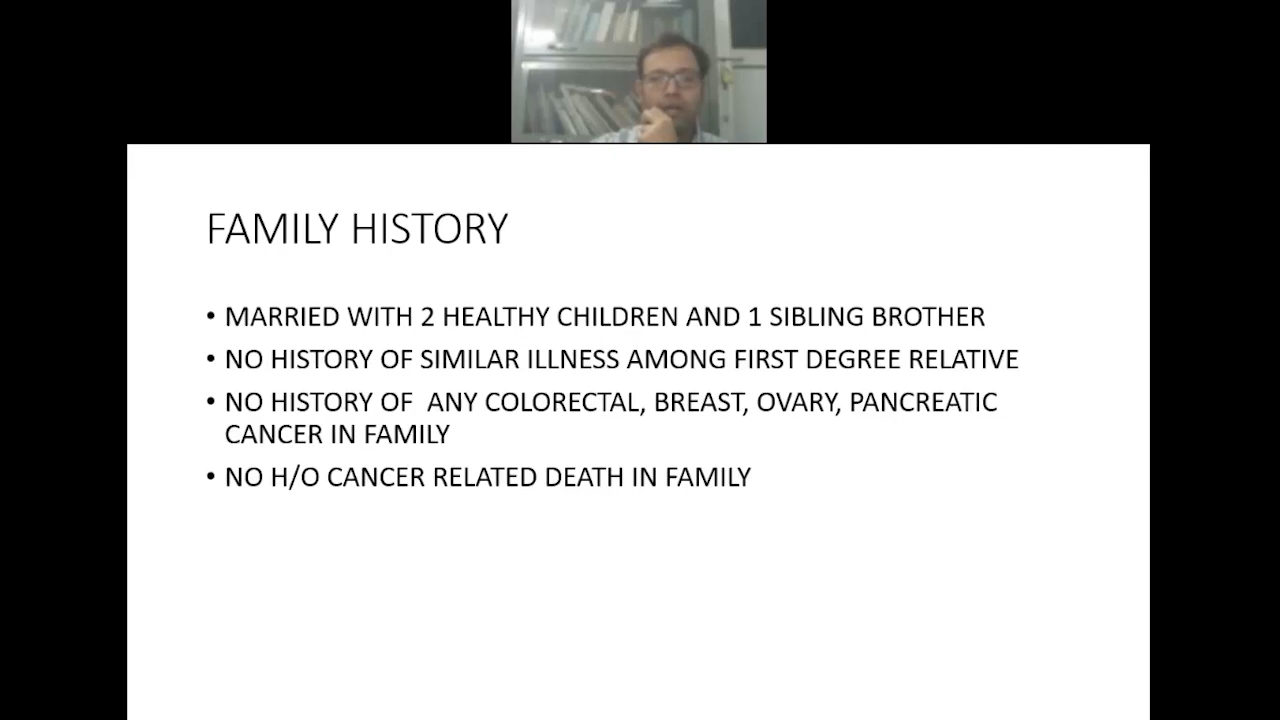 FAMILY HISTORY
• MARRIED WITH 2 HEALTHY CHILDREN AND 1 SIBLING BROTHER
• NO HISTORY OF SIMILAR ILLNESS AMONG FIRST DEGREE RELATIVE
• NO HISTORY OF  ANY COLORECTAL, BREAST, OVARY, PANCREATIC
CANCER IN FAMILY
• NO H/O CANCER RELATED DEATH IN FAMILY